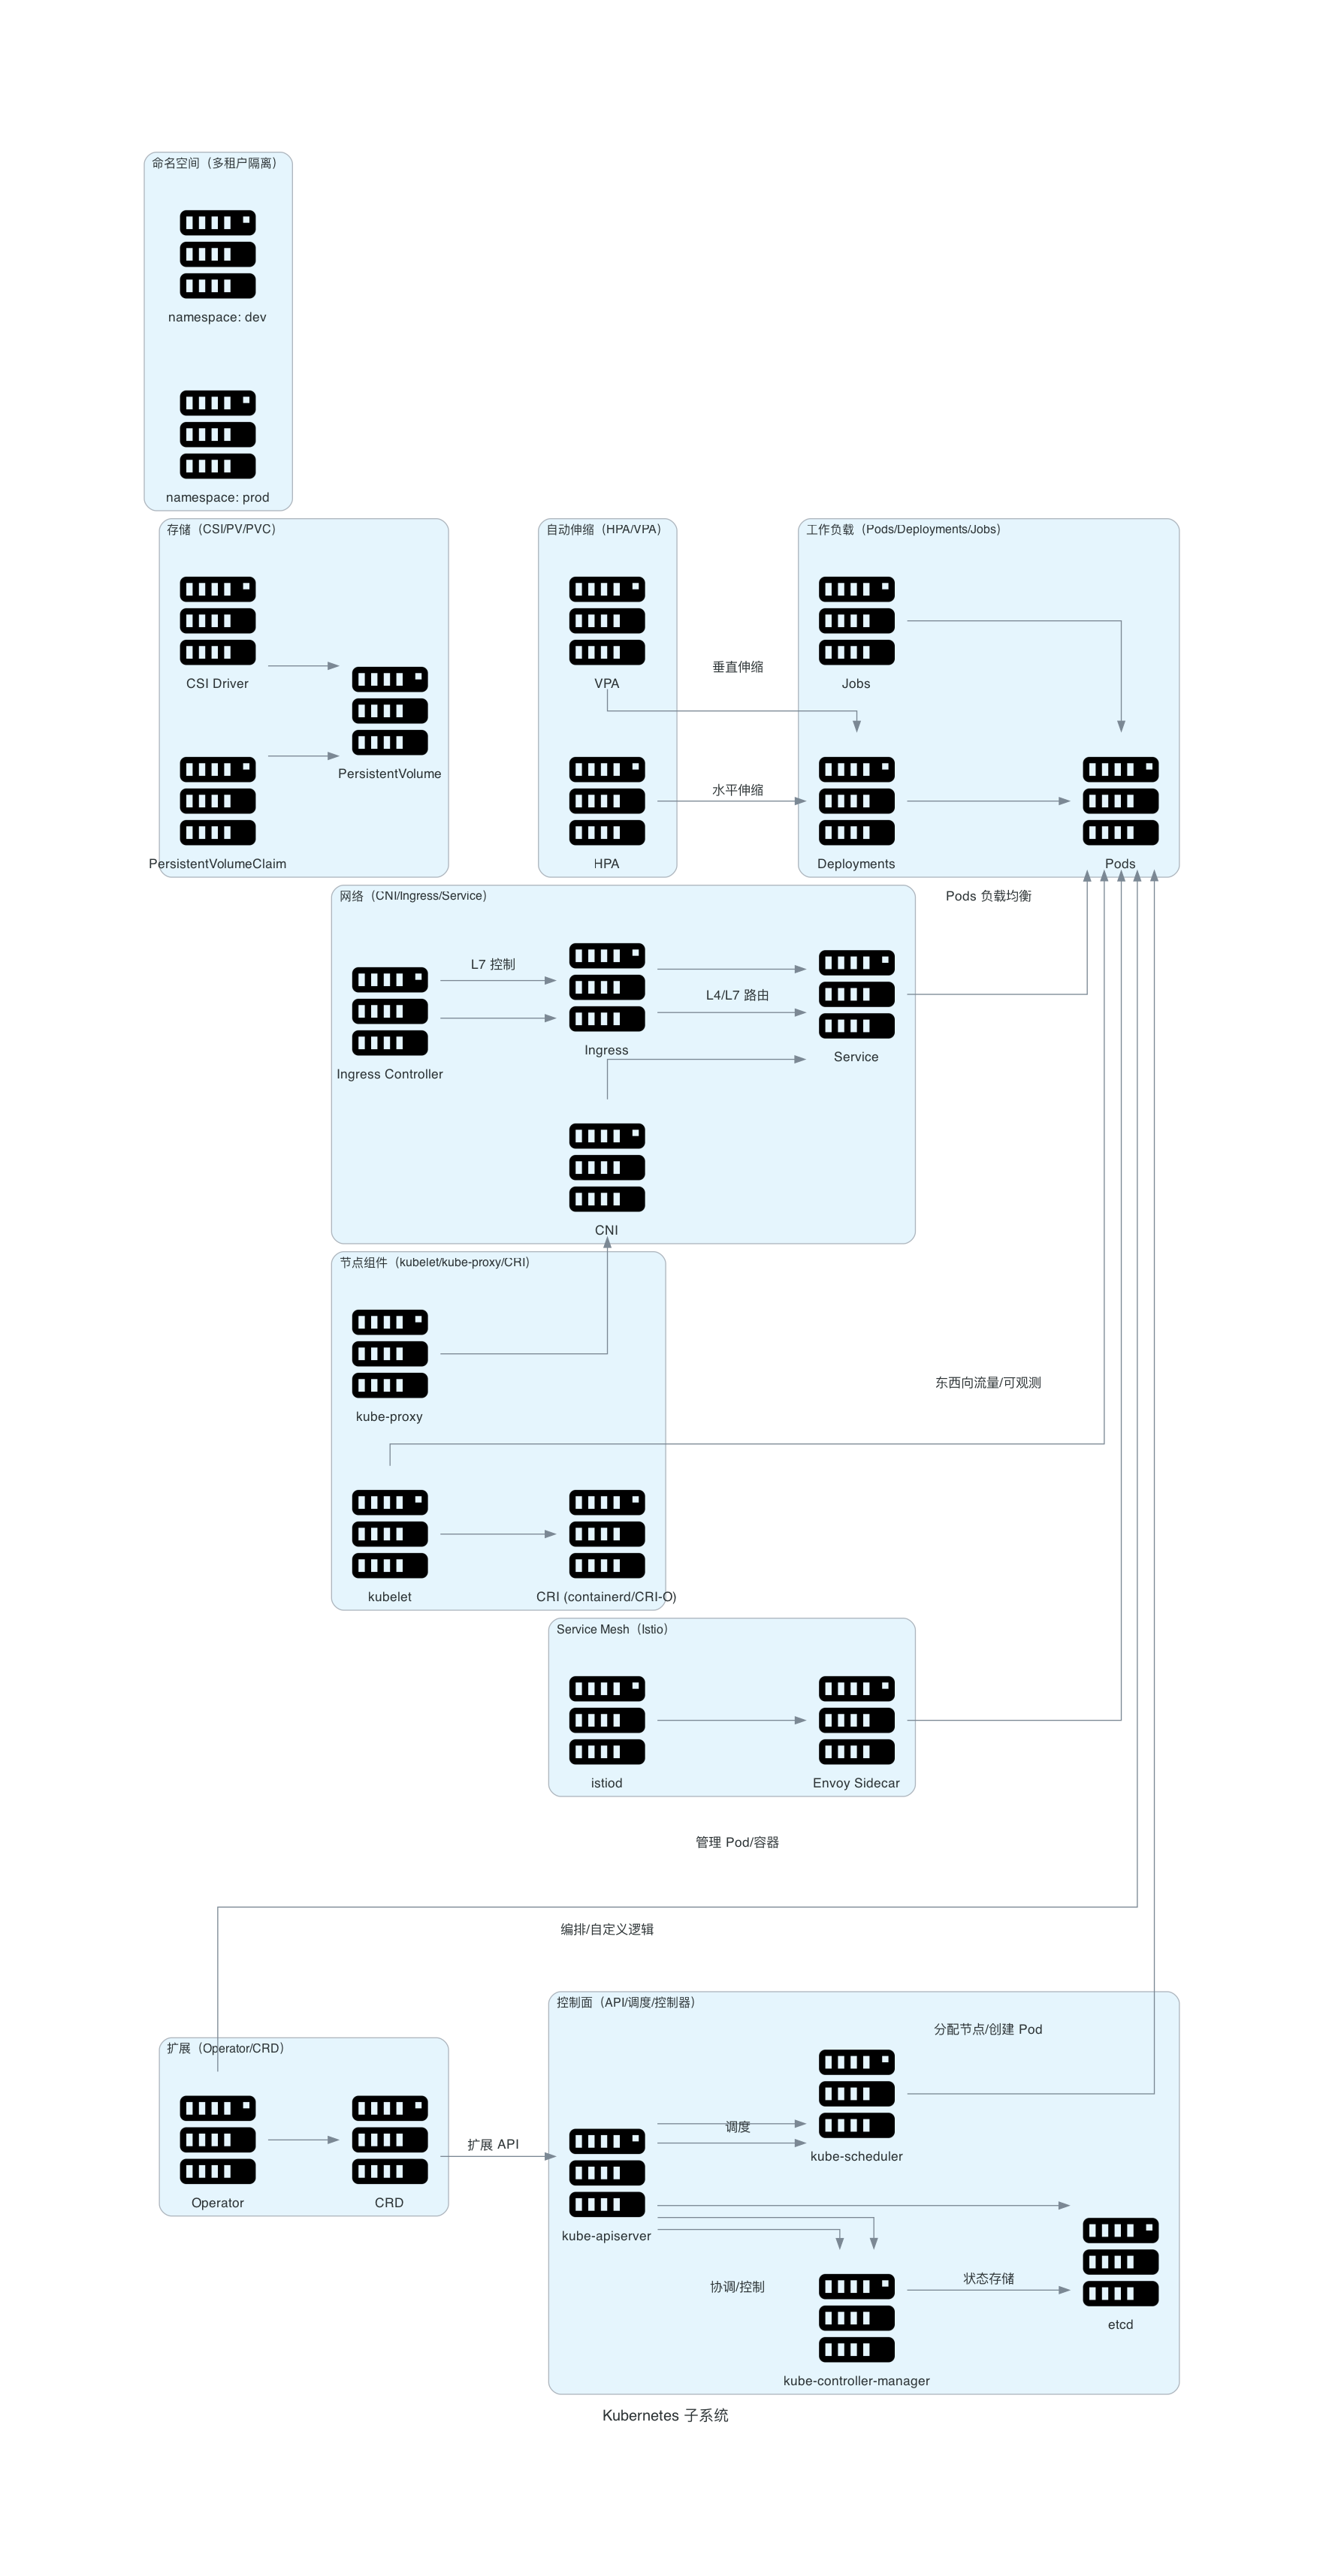 命名空间（多租户隔离）
namespace: dev
namespace: prod
存储（CSI/PV/PVC）
CSI Driver
PersistentVolume
PersistentVolumeClaim
自动伸缩（HPA/VPA）
VPA
HPA
垂直伸缩
水平伸缩
工作负载（Pods/Deployments/Jobs）
Jobs
Deployments
Pods
网络（CNI/Ingress/Service）
Pods 负载均衡
L7 控制
L4/L7 路由
Ingress
Service
Ingress Controller
CNI
节点组件（kubelet/kube-proxy/CRI）
kube-proxy
东西向流量/可观测
kubelet
CRI (containerd/CRI-O)
Service Mesh（Istio）
istiod
Envoy Sidecar
管理 Pod/容器
编排/自定义逻辑
控制面（API/调度/控制器）
分配节点/创建 Pod
扩展（Operator/CRD）
调度
扩展 API
kube-scheduler
Operator
CRD
kube-apiserver
协调/控制
状态存储
etcd
kube-controller-manager
Kubernetes 子系统